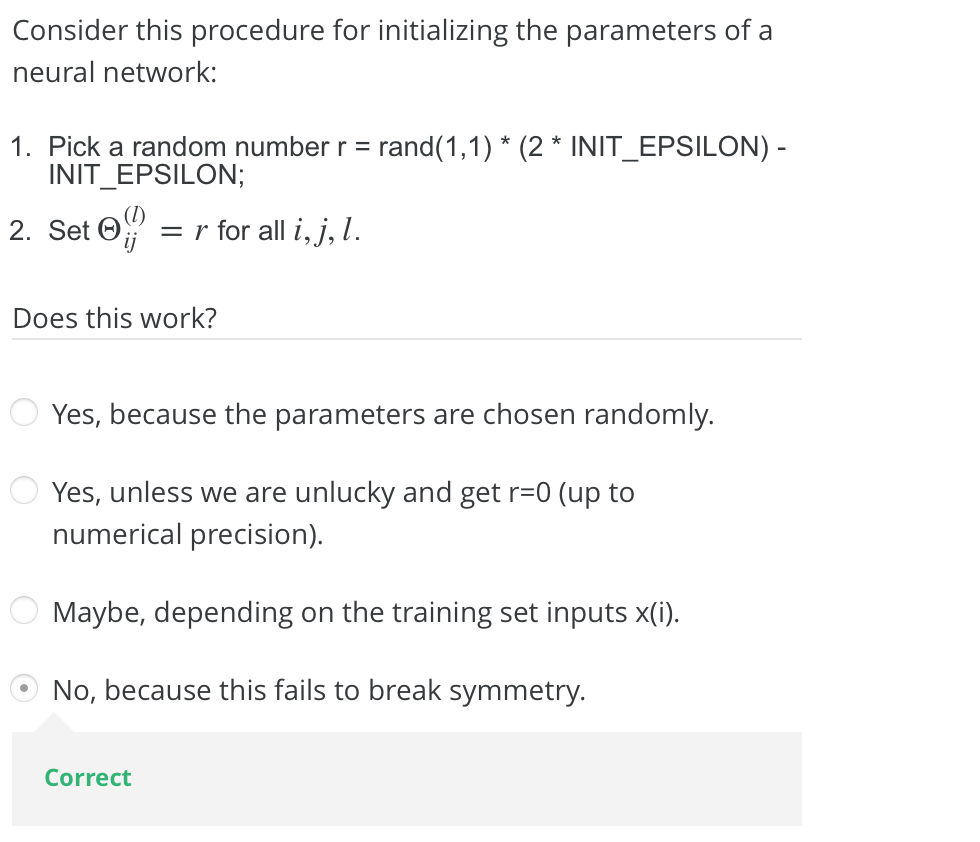 Consider this procedure for initializing the parameters of a
neural network:
1. Pick a random number r = rand(1,1) * (2 * INIT_EPSILON) -
INIT_EPSILON;
2. Set Θ_{ij}^{(l)} = r for all i, j, l.
Does this work?
Yes, because the parameters are chosen randomly.
Yes, unless we are unlucky and get r=0 (up to
numerical precision).
Maybe, depending on the training set inputs x(i).
No, because this fails to break symmetry.
Correct